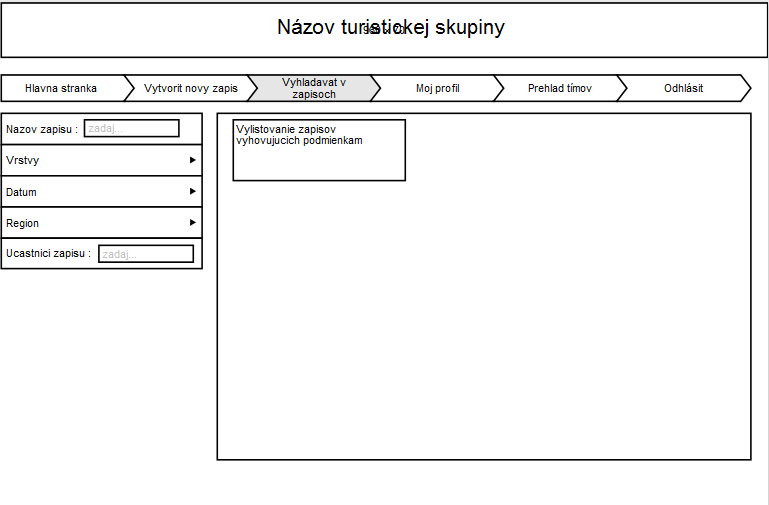 Názov turistickej skupiny
Hlavna stranka
Vytvorit novy zapis
Vyhladavat v
zapisoch
Moj profil
Prehlad tímov
Odhlásit
Nazov zapisu :
zadaj...
Vrstvy
Datum
Region
Ucastnici zapisu :
zadaj...
Vylistovanie zapisov
vyhovujucich podmienkam